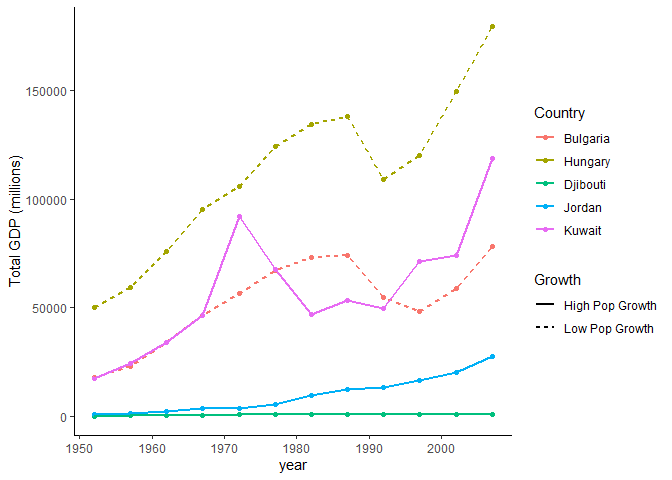 Total GDP (millions)
150000
100000
50000
0
1950
1960
1970
1980
1990
2000
year
Country
Bulgaria
Hungary
Djibouti
Jordan
Kuwait
Growth
High Pop Growth
Low Pop Growth